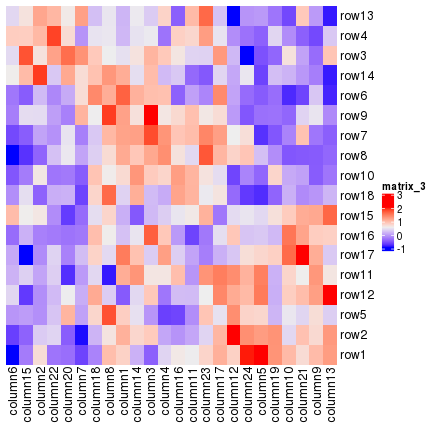 row13
row4
row3
row14
row6
row9
row7
row8
row10
row18
row15
row16
row17
row11
row12
row5
row2
row1
matrix_3
3
2
1
0
-1
column6
column15
column2
column22
column20
column7
column18
column8
column1
column14
column3
column4
column16
column11
column23
column17
column12
column24
column5
column19
column10
column21
column9
column13